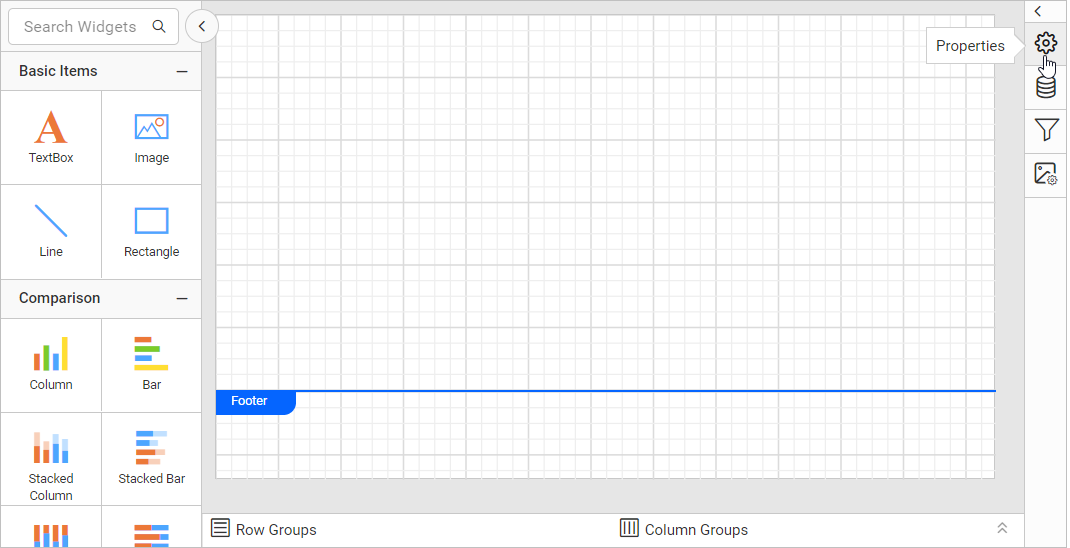 Search Widgets
Properties
Basic Items
TextBox
Image
Line
Rectangle
Comparison
Column
Bar
Footer
Stacked
Column
Stacked Bar
Row Groups
Column Groups